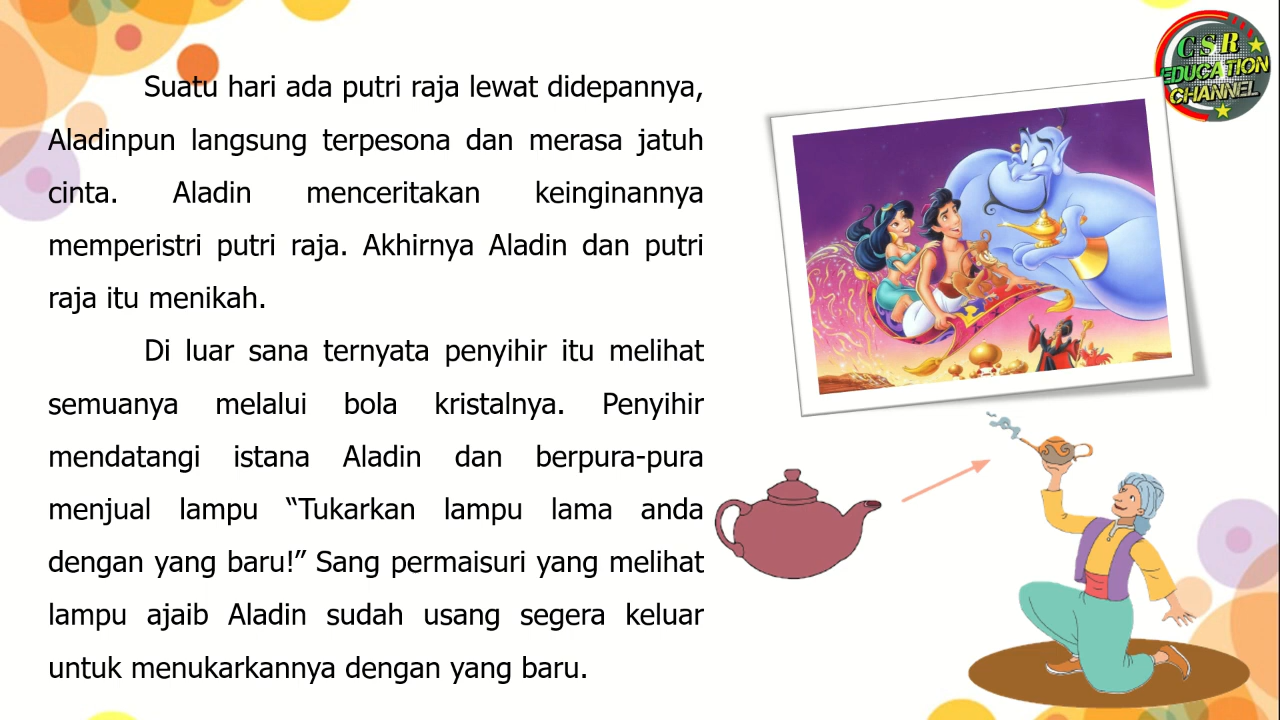 Suatu hari ada putri raja lewat didepannya,
Aladinpun langsung terpesona dan merasa jatuh
cinta. Aladin menceritakan keinginannya
memperistri putri raja. Akhirnya Aladin dan putri
raja itu menikah.
Di luar sana ternyata penyihir itu melihat
semuanya melalui bola kristalnya. Penyihir
mendatangi istana Aladin dan berpura-pura
menjual lampu “Tukarkan lampu lama anda
dengan yang baru!” Sang permaisuri yang melihat
lampu ajaib Aladin sudah usang segera keluar
untuk menukarkannya dengan yang baru.
CSR
EDUCATION
CHANNEL